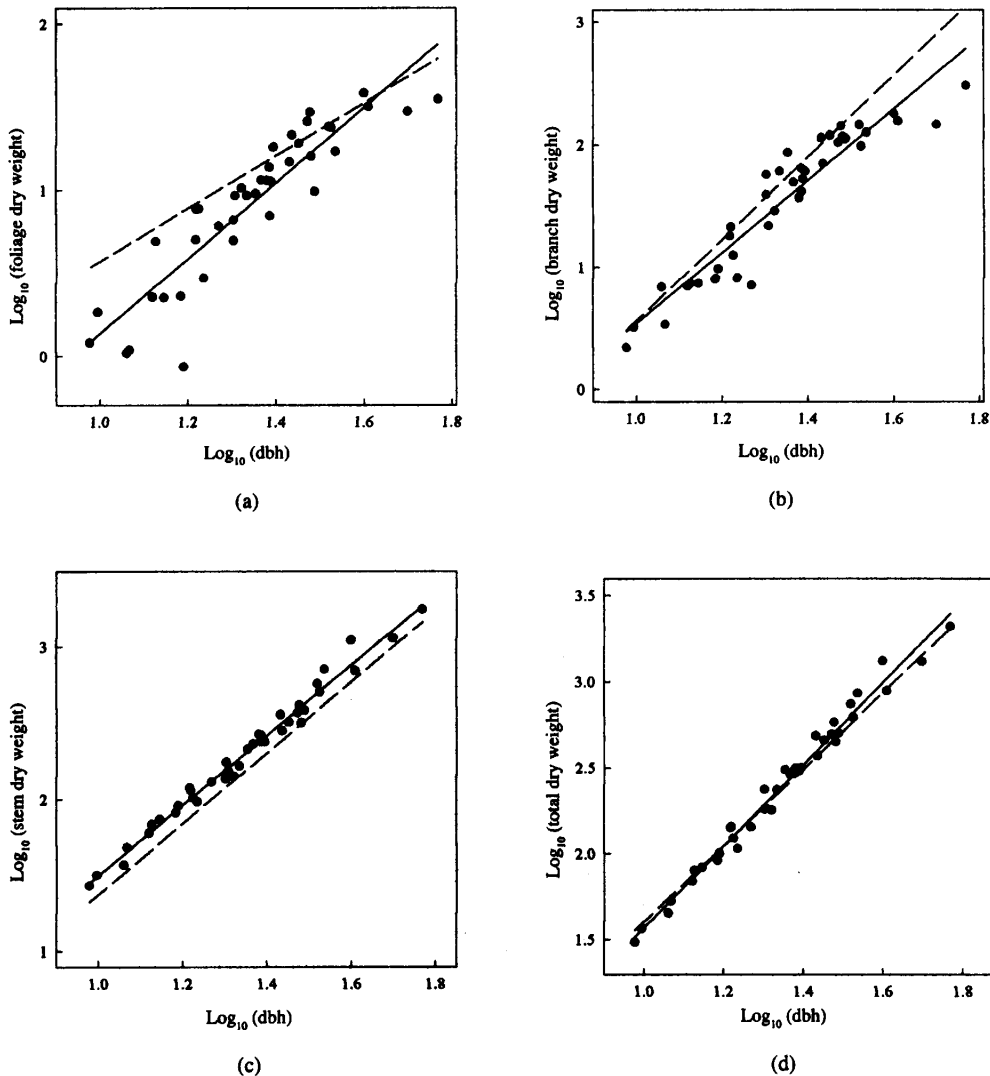 2
1
0
Log₁₀ (foliage dry weight)
1.0 1.2 1.4 1.6 1.8
Log₁₀ (dbh)
(a)
3
2
1
0
Log₁₀ (branch dry weight)
1.0 1.2 1.4 1.6 1.8
Log₁₀ (dbh)
(b)
3
2
1
Log₁₀ (stem dry weight)
1.0 1.2 1.4 1.6 1.8
Log₁₀ (dbh)
(c)
3.5
3.0
2.5
2.0
1.5
Log₁₀ (total dry weight)
1.0 1.2 1.4 1.6 1.8
Log₁₀ (dbh)
(d)